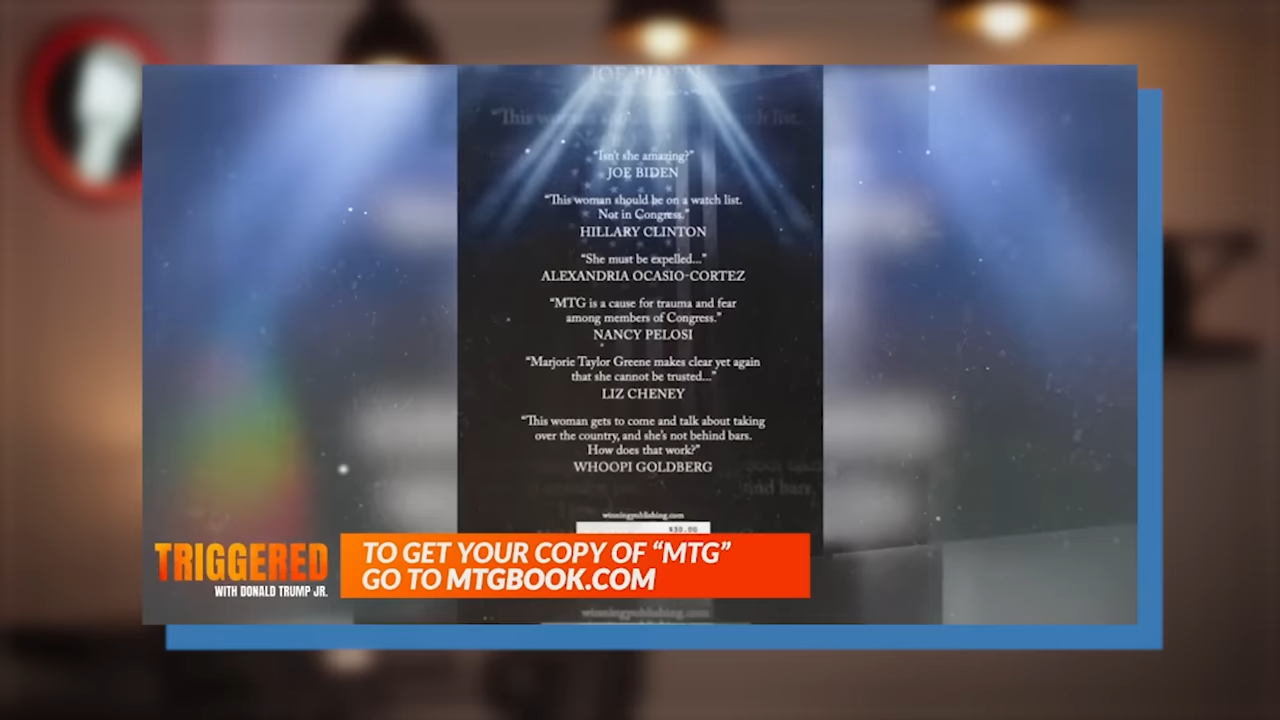 JOE BIDEN
"Isn't she amazing?"
JOE BIDEN
"This woman should be on a watch list.
Not in Congress."
HILLARY CLINTON
"She must be expelled..."
ALEXANDRIA OCASIO-CORTEZ
"MTG is a cause for trauma and fear
among members of Congress."
NANCY PELOSI
"Marjorie Taylor Greene makes clear yet again
that she cannot be trusted..."
LIZ CHENEY
"This woman gets to come and talk about taking
over the country, and she's not behind bars.
How does that work?"
WHOOPI GOLDBERG
winningpublishing.com
$30.00
TRIGGERED
WITH DONALD TRUMP JR.
TO GET YOUR COPY OF "MTG"
GO TO MTGBOOK.COM
winningpublishing.com